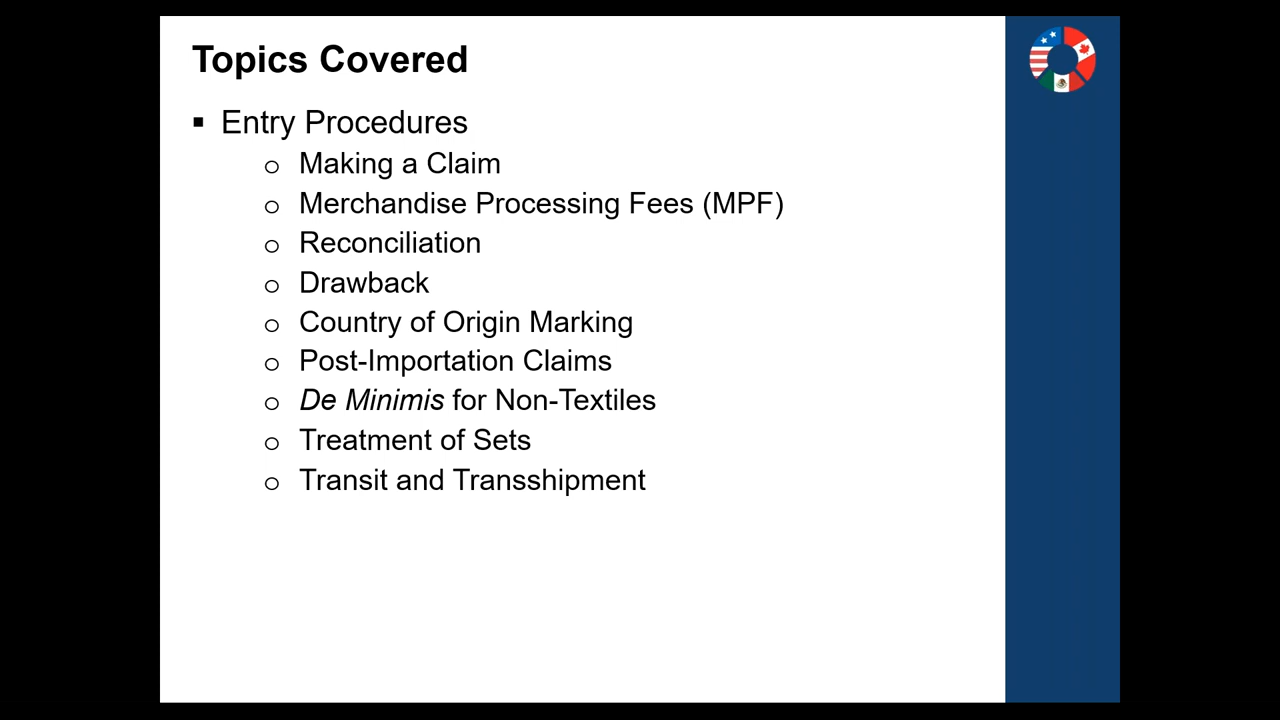 Topics Covered
▪ Entry Procedures
o Making a Claim
o Merchandise Processing Fees (MPF)
o Reconciliation
o Drawback
o Country of Origin Marking
o Post-Importation Claims
o De Minimis for Non-Textiles
o Treatment of Sets
o Transit and Transshipment